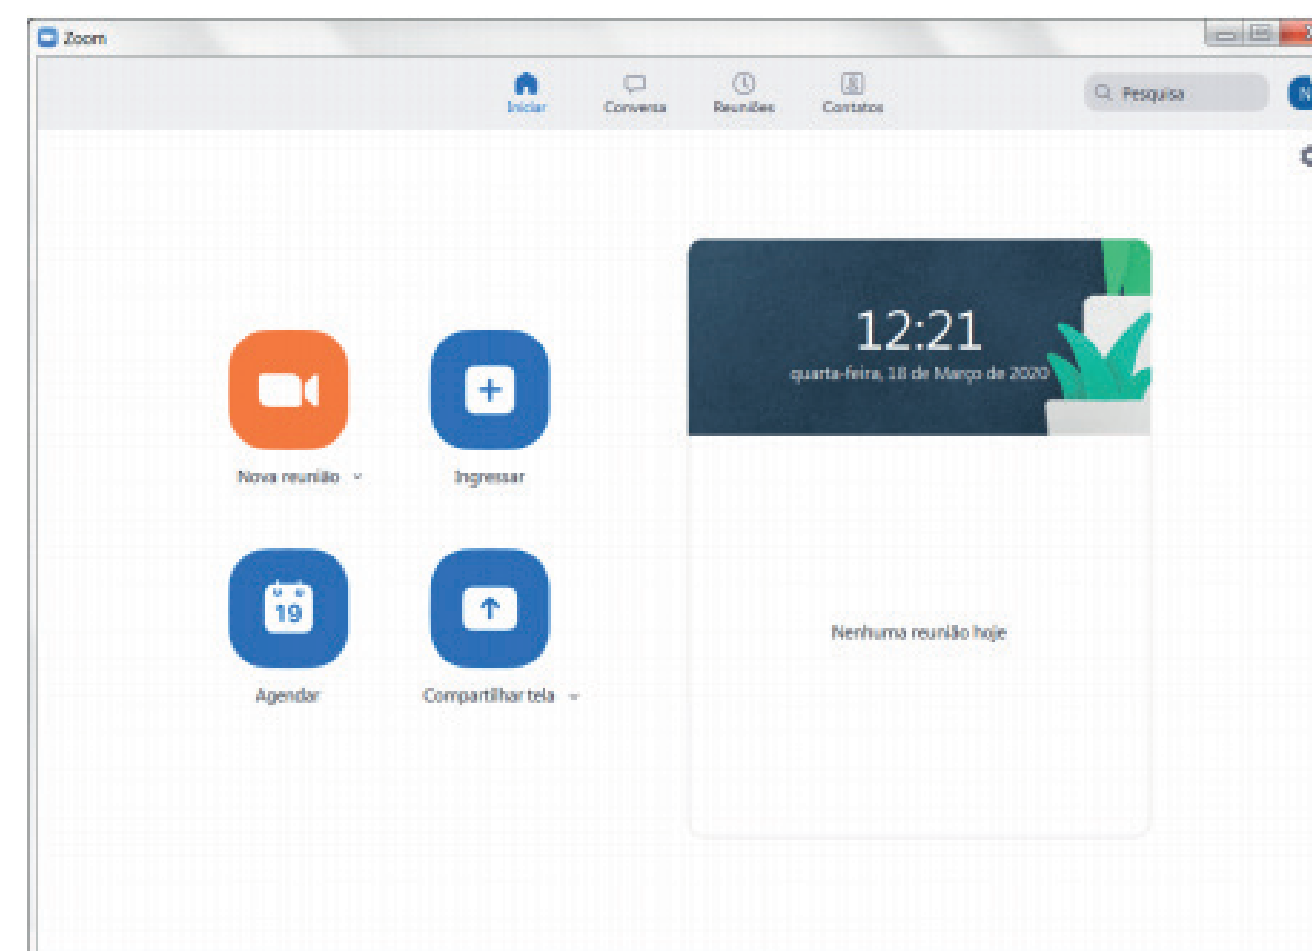 Zoom
Iniciar
Conversa
Reuniões
Contatos
Pesquisa
N
12:21
quarta-feira, 18 de Março de 2020
Nova reunião
Ingressar
19
Agendar
Compartilhar tela
Nenhuma reunião hoje